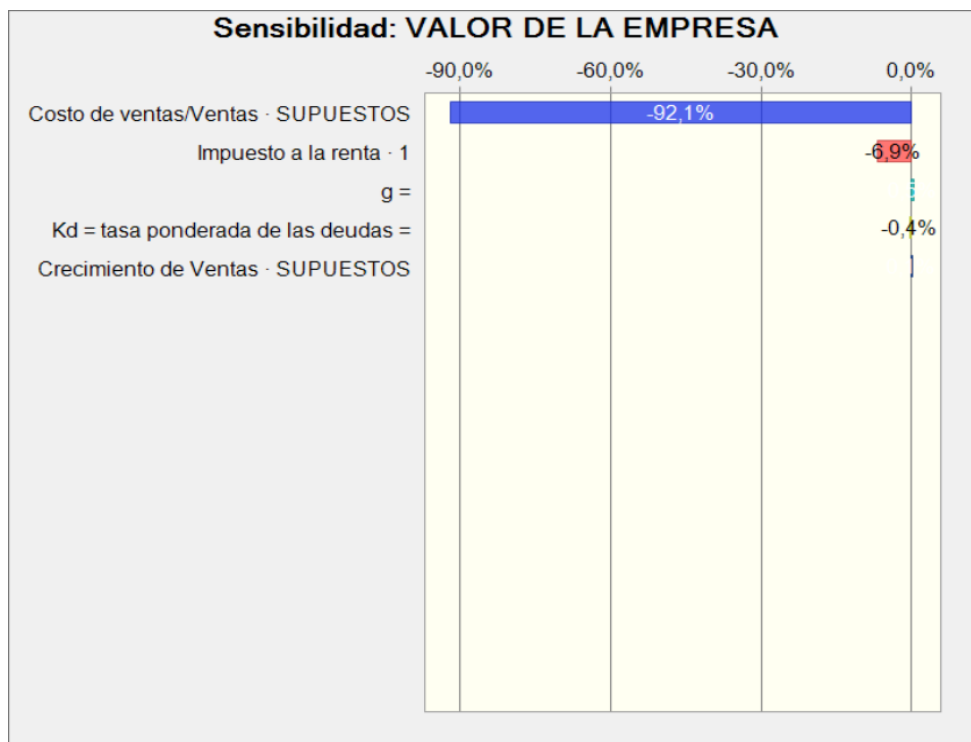 Sensibilidad: VALOR DE LA EMPRESA
-90,0% -60,0% -30,0% 0,0%
Costo de ventas/Ventas · SUPUESTOS -92,1%
Impuesto a la renta · 1 -6,9%
g =
Kd = tasa ponderada de las deudas = -0,4%
Crecimiento de Ventas · SUPUESTOS